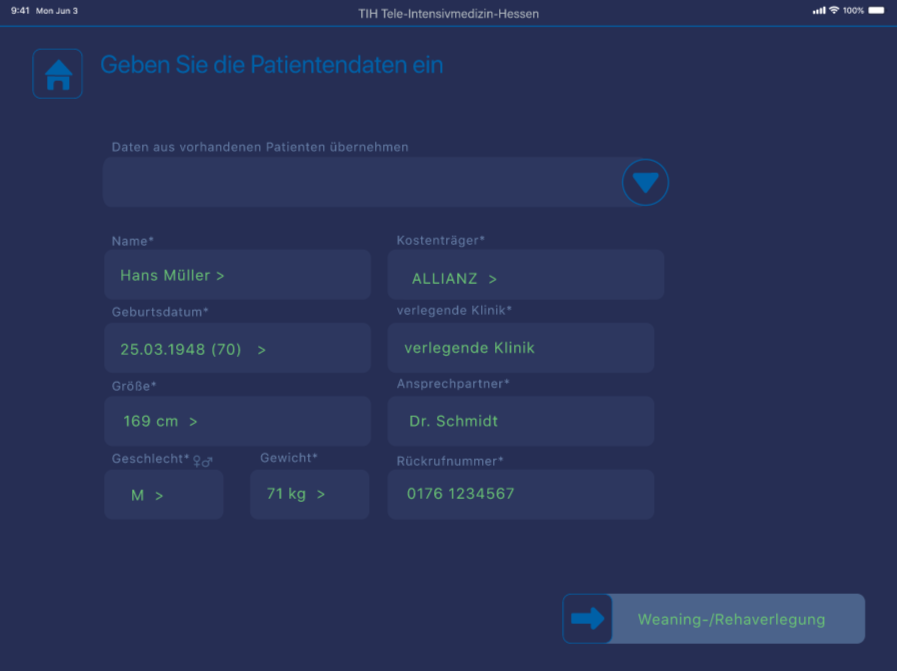 9:41 Mon Jun 3
TIH Tele-Intensivmedizin-Hessen
100%
Geben Sie die Patientendaten ein
Daten aus vorhandenen Patienten übernehmen
Name*
Kostenträger*
Hans Müller >
ALLIANZ >
Geburtsdatum*
verlegende Klinik*
25.03.1948 (70) >
verlegende Klinik
Größe*
Ansprechpartner*
169 cm >
Dr. Schmidt
Geschlecht* ♀♂
Gewicht*
Rückrufnummer*
M >
71 kg >
0176 1234567
Weaning-/Rehaverlegung